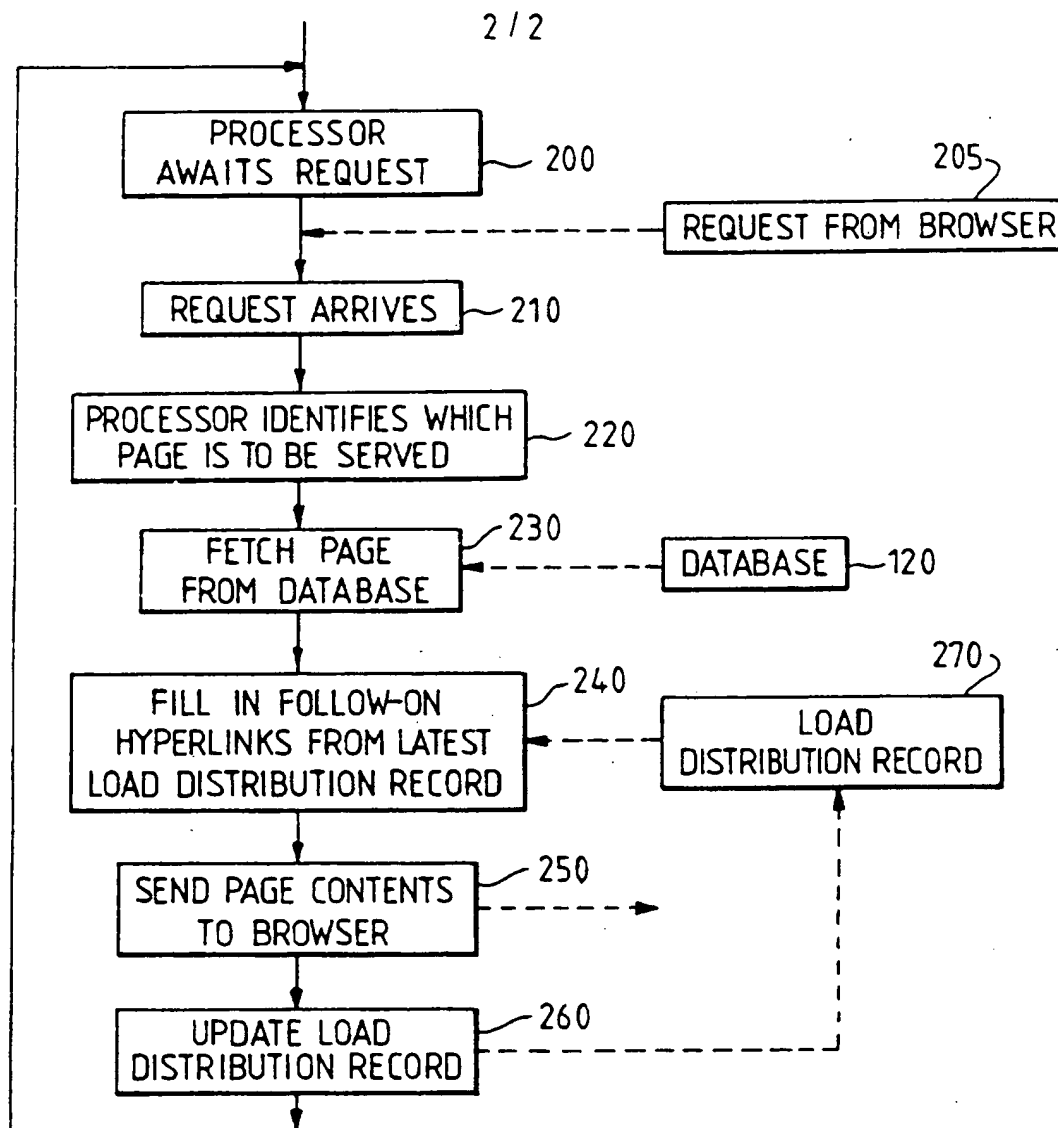 2/2
PROCESSOR
AWAITS REQUEST
200
205
REQUEST FROM BROWSER
REQUEST ARRIVES
210
PROCESSOR IDENTIFIES WHICH
PAGE IS TO BE SERVED
220
230
FETCH PAGE
FROM DATABASE
DATABASE
120
240
FILL IN FOLLOW-ON
HYPERLINKS FROM LATEST
LOAD DISTRIBUTION RECORD
270
LOAD
DISTRIBUTION RECORD
250
SEND PAGE CONTENTS
TO BROWSER
260
UPDATE LOAD
DISTRIBUTION RECORD